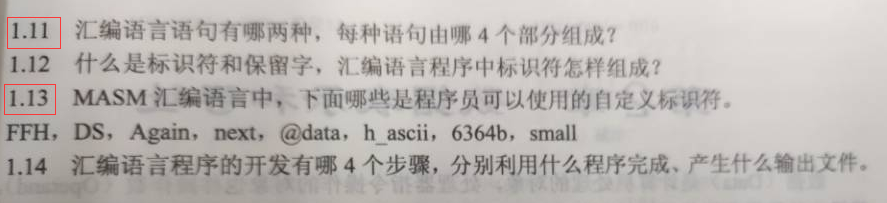 1.11 汇编语言语句有哪两种，每种语句由哪 4 个部分组成？
1.12 什么是标识符和保留字，汇编语言程序中标识符怎样组成？
1.13 MASM 汇编语言中，下面哪些是程序员可以使用的自定义标识符。
FFH，DS，Again，next，@data，h_ascii，6364b，small
1.14 汇编语言程序的开发有哪 4 个步骤，分别利用什么程序完成、产生什么输出文件。